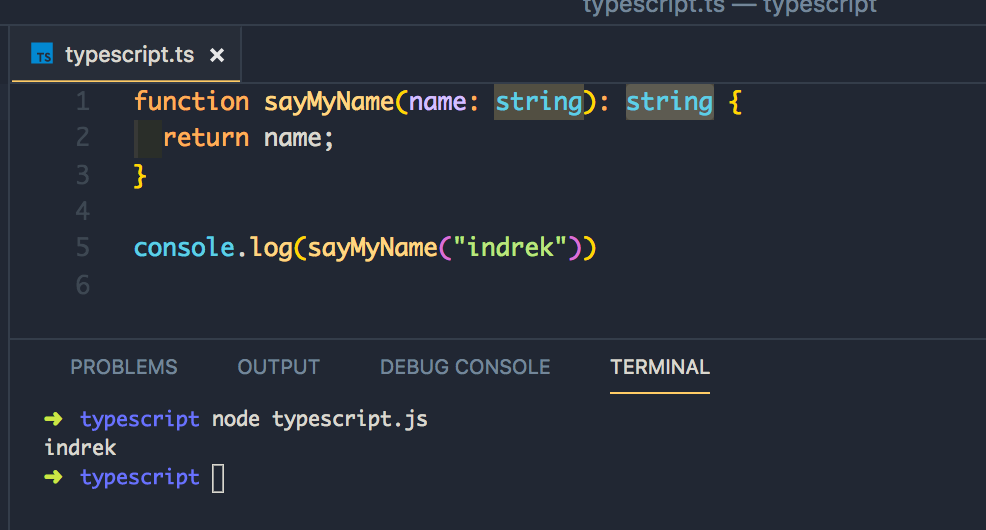 typescript.ts — typescript
TS typescript.ts ×
1 function sayMyName(name: string): string {
2 return name;
3 }
4
5 console.log(sayMyName("indrek"))
6
PROBLEMS OUTPUT DEBUG CONSOLE TERMINAL
➜ typescript node typescript.js
indrek
➜ typescript